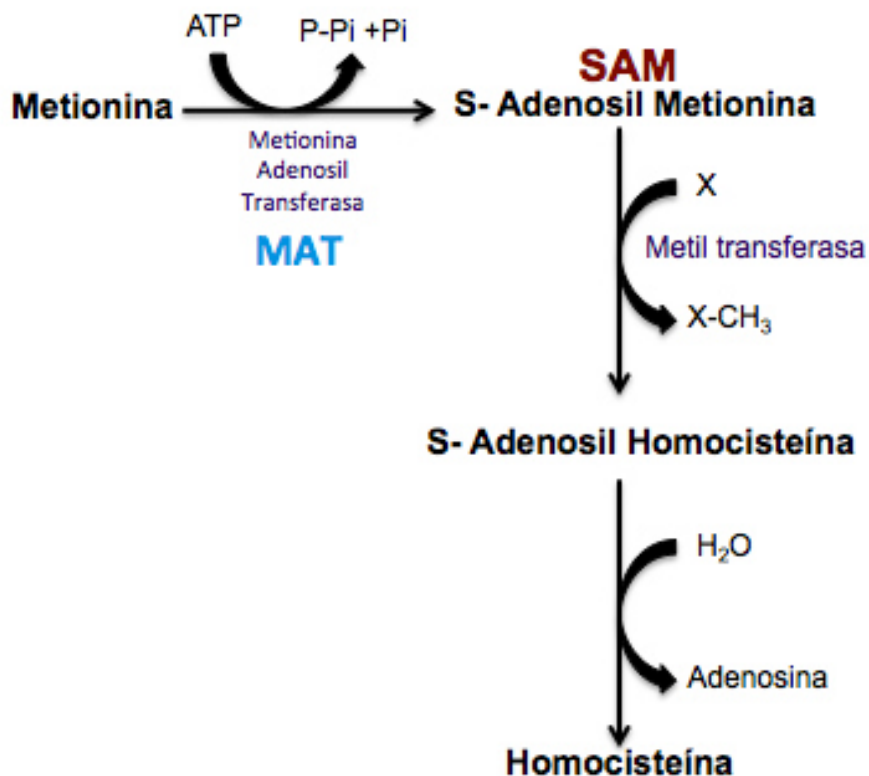 ATP
P-Pi +Pi
SAM
Metionina
S- Adenosil Metionina
Metionina
Adenosil
Transferasa
MAT
X
Metil transferasa
X-CH₃
S- Adenosil Homocisteína
H₂O
Adenosina
Homocisteína